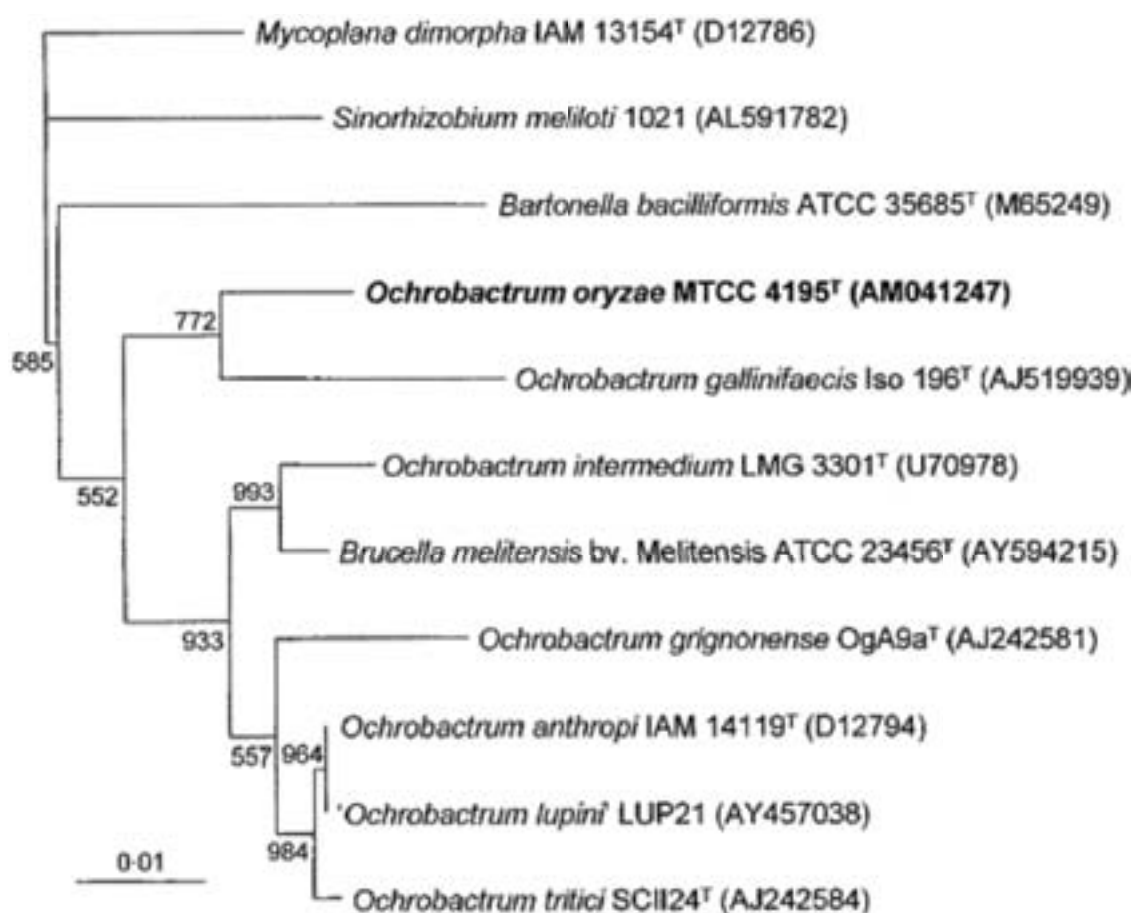 Mycoplana dimorpha IAM 13154ᵀ (D12786)
Sinorhizobium meliloti 1021 (AL591782)
Bartonella bacilliformis ATCC 35685ᵀ (M65249)
Ochrobactrum oryzae MTCC 4195ᵀ (AM041247)
772
585
Ochrobactrum gallinifaecis Iso 196ᵀ (AJ519939)
Ochrobactrum intermedium LMG 3301ᵀ (U70978)
993
552
Brucella melitensis bv. Melitensis ATCC 23456ᵀ (AY594215)
933
Ochrobactrum grignonense OgA9aᵀ (AJ242581)
Ochrobactrum anthropi IAM 14119ᵀ (D12794)
557
964
'Ochrobactrum lupini' LUP21 (AY457038)
984
0·01
Ochrobactrum tritici SCII24ᵀ (AJ242584)